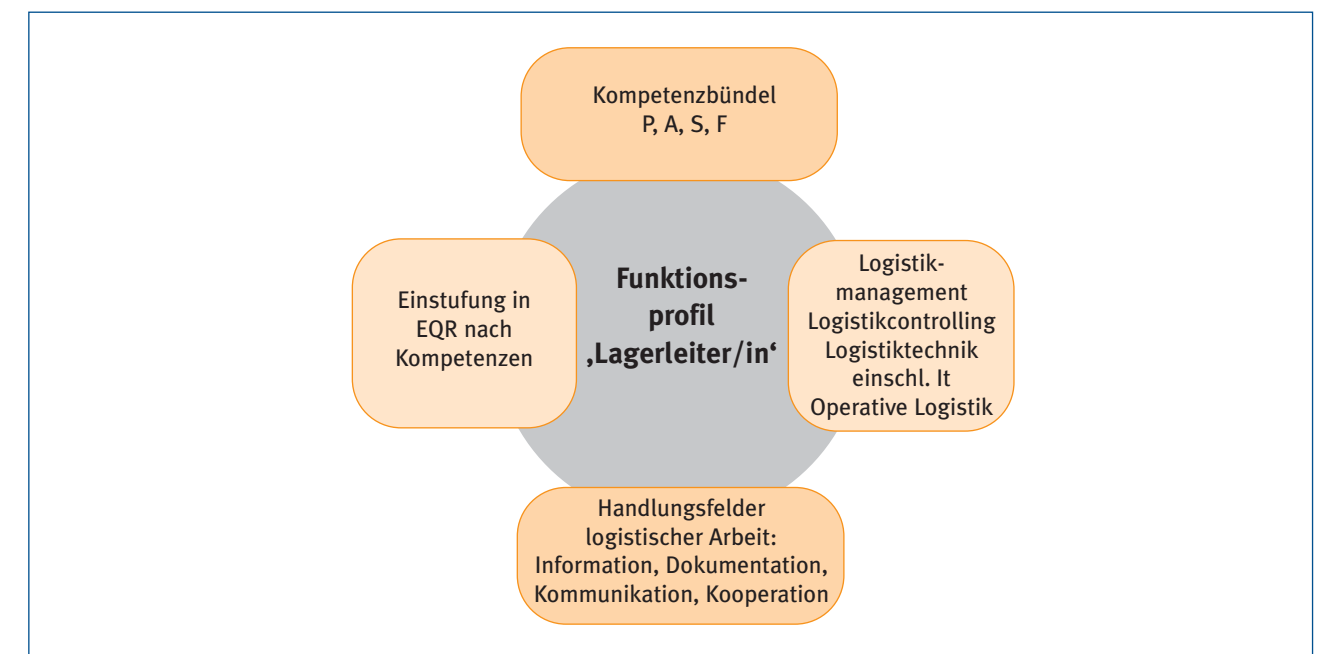 Kompetenzbündel
P, A, S, F
Einstufung in
EQR nach
Kompetenzen
Funktions-
profil
‚Lagerleiter/in‘
Logistik-
management
Logistikcontrolling
Logistiktechnik
einschl. It
Operative Logistik
Handlungsfelder
logistischer Arbeit:
Information, Dokumentation,
Kommunikation, Kooperation